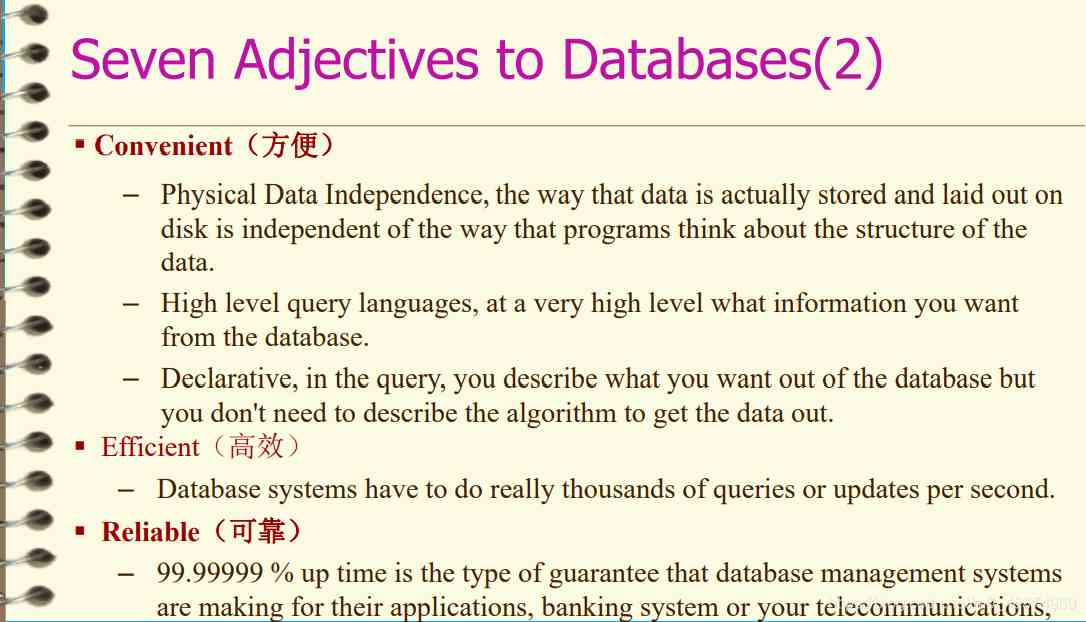 Seven Adjectives to Databases(2)
▪ Convenient（方便）
– Physical Data Independence, the way that data is actually stored and laid out on
disk is independent of the way that programs think about the structure of the
data.
– High level query languages, at a very high level what information you want
from the database.
– Declarative, in the query, you describe what you want out of the database but
you don't need to describe the algorithm to get the data out.
▪ Efficient（高效）
– Database systems have to do really thousands of queries or updates per second.
▪ Reliable（可靠）
– 99.99999 % up time is the type of guarantee that database management systems
are making for their applications, banking system or your telecommunications,